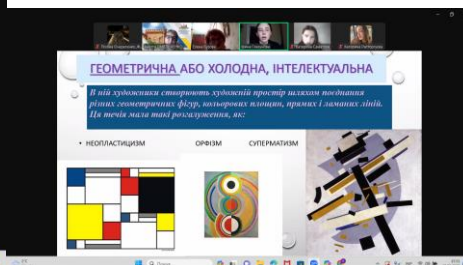 ГЕОМЕТРИЧНА АБО ХОЛОДНА, ІНТЕЛЕКТУАЛЬНА
В ній художники створюють художній простір шляхом поєднання
різних геометричних фігур, кольорових площин, прямих і ламаних ліній.
Ця течія мала такі розгалуження, як:
• НЕОПЛАСТИЦИЗМ ОРФІЗМ СУПЕРМАТИЗМ